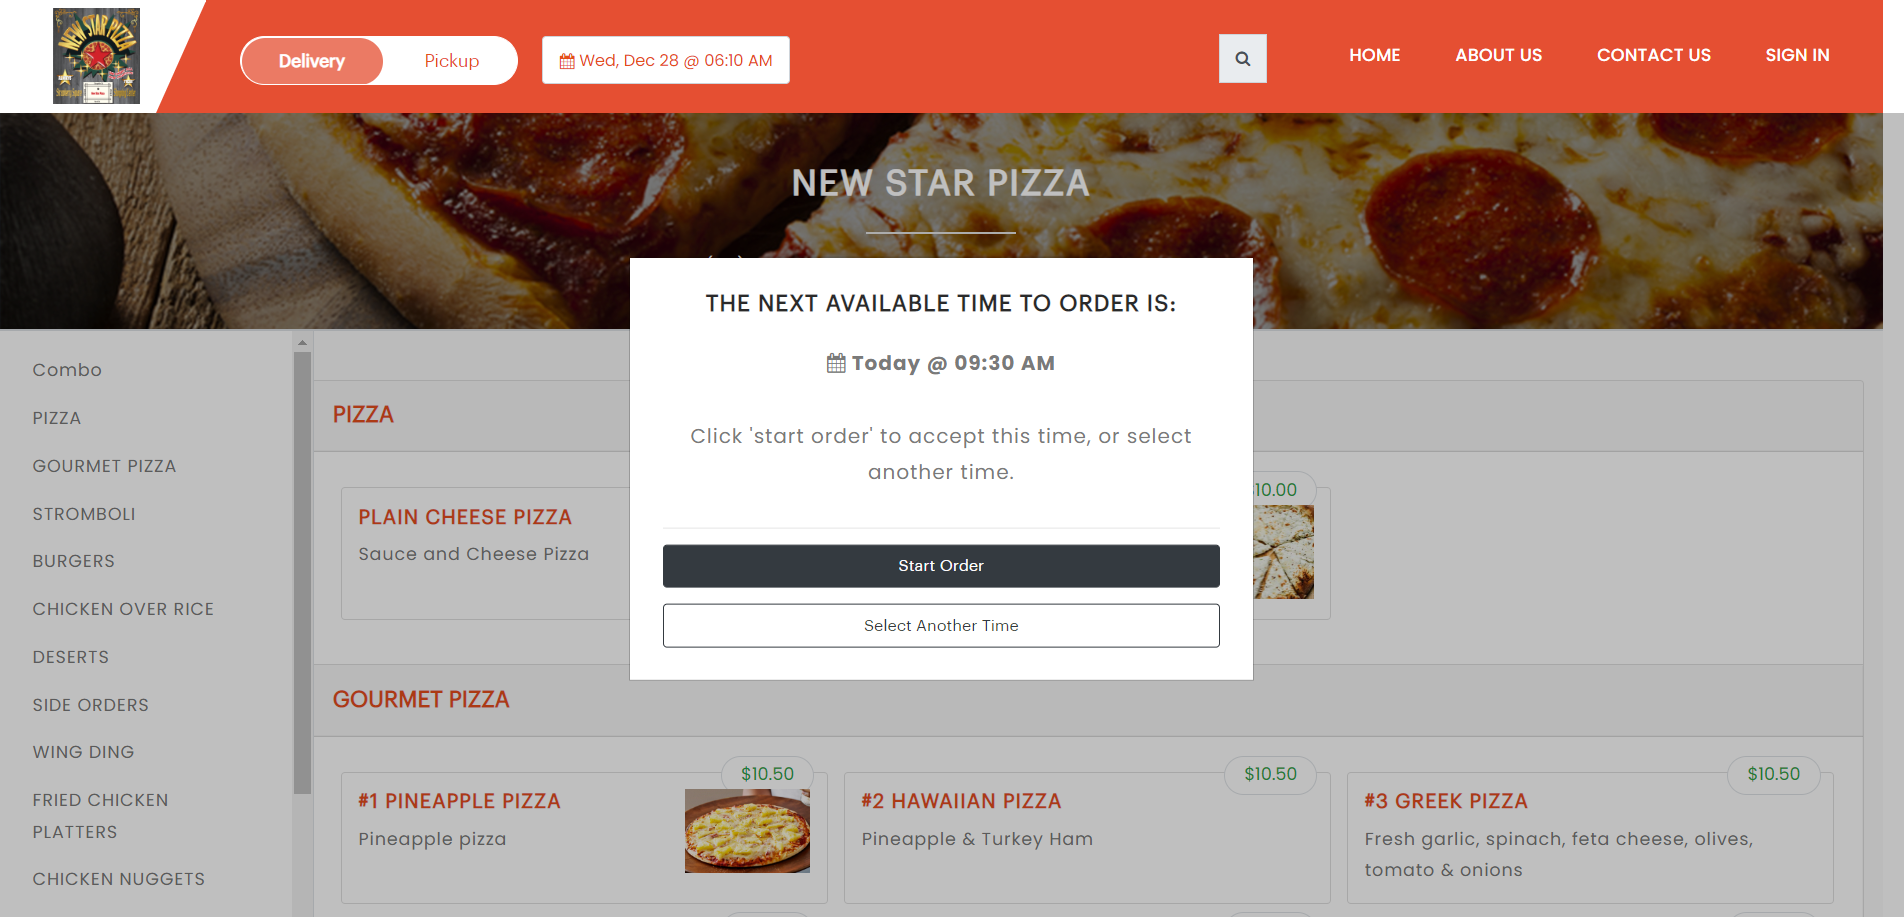 NEW STAR PIZZA
Delivery
Pickup
Wed, Dec 28 @ 06:10 AM
HOME
ABOUT US
CONTACT US
SIGN IN
NEW STAR PIZZA
THE NEXT AVAILABLE TIME TO ORDER IS:
Today @ 09:30 AM
Click 'start order' to accept this time, or select
another time.
Start Order
Select Another Time
Combo
PIZZA
GOURMET PIZZA
STROMBOLI
BURGERS
CHICKEN OVER RICE
DESERTS
SIDE ORDERS
WING DING
FRIED CHICKEN
PLATTERS
CHICKEN NUGGETS
PIZZA
PLAIN CHEESE PIZZA
Sauce and Cheese Pizza
10.00
GOURMET PIZZA
$10.50
#1 PINEAPPLE PIZZA
Pineapple pizza
$10.50
#2 HAWAIIAN PIZZA
Pineapple & Turkey Ham
$10.50
#3 GREEK PIZZA
Fresh garlic, spinach, feta cheese, olives,
tomato & onions